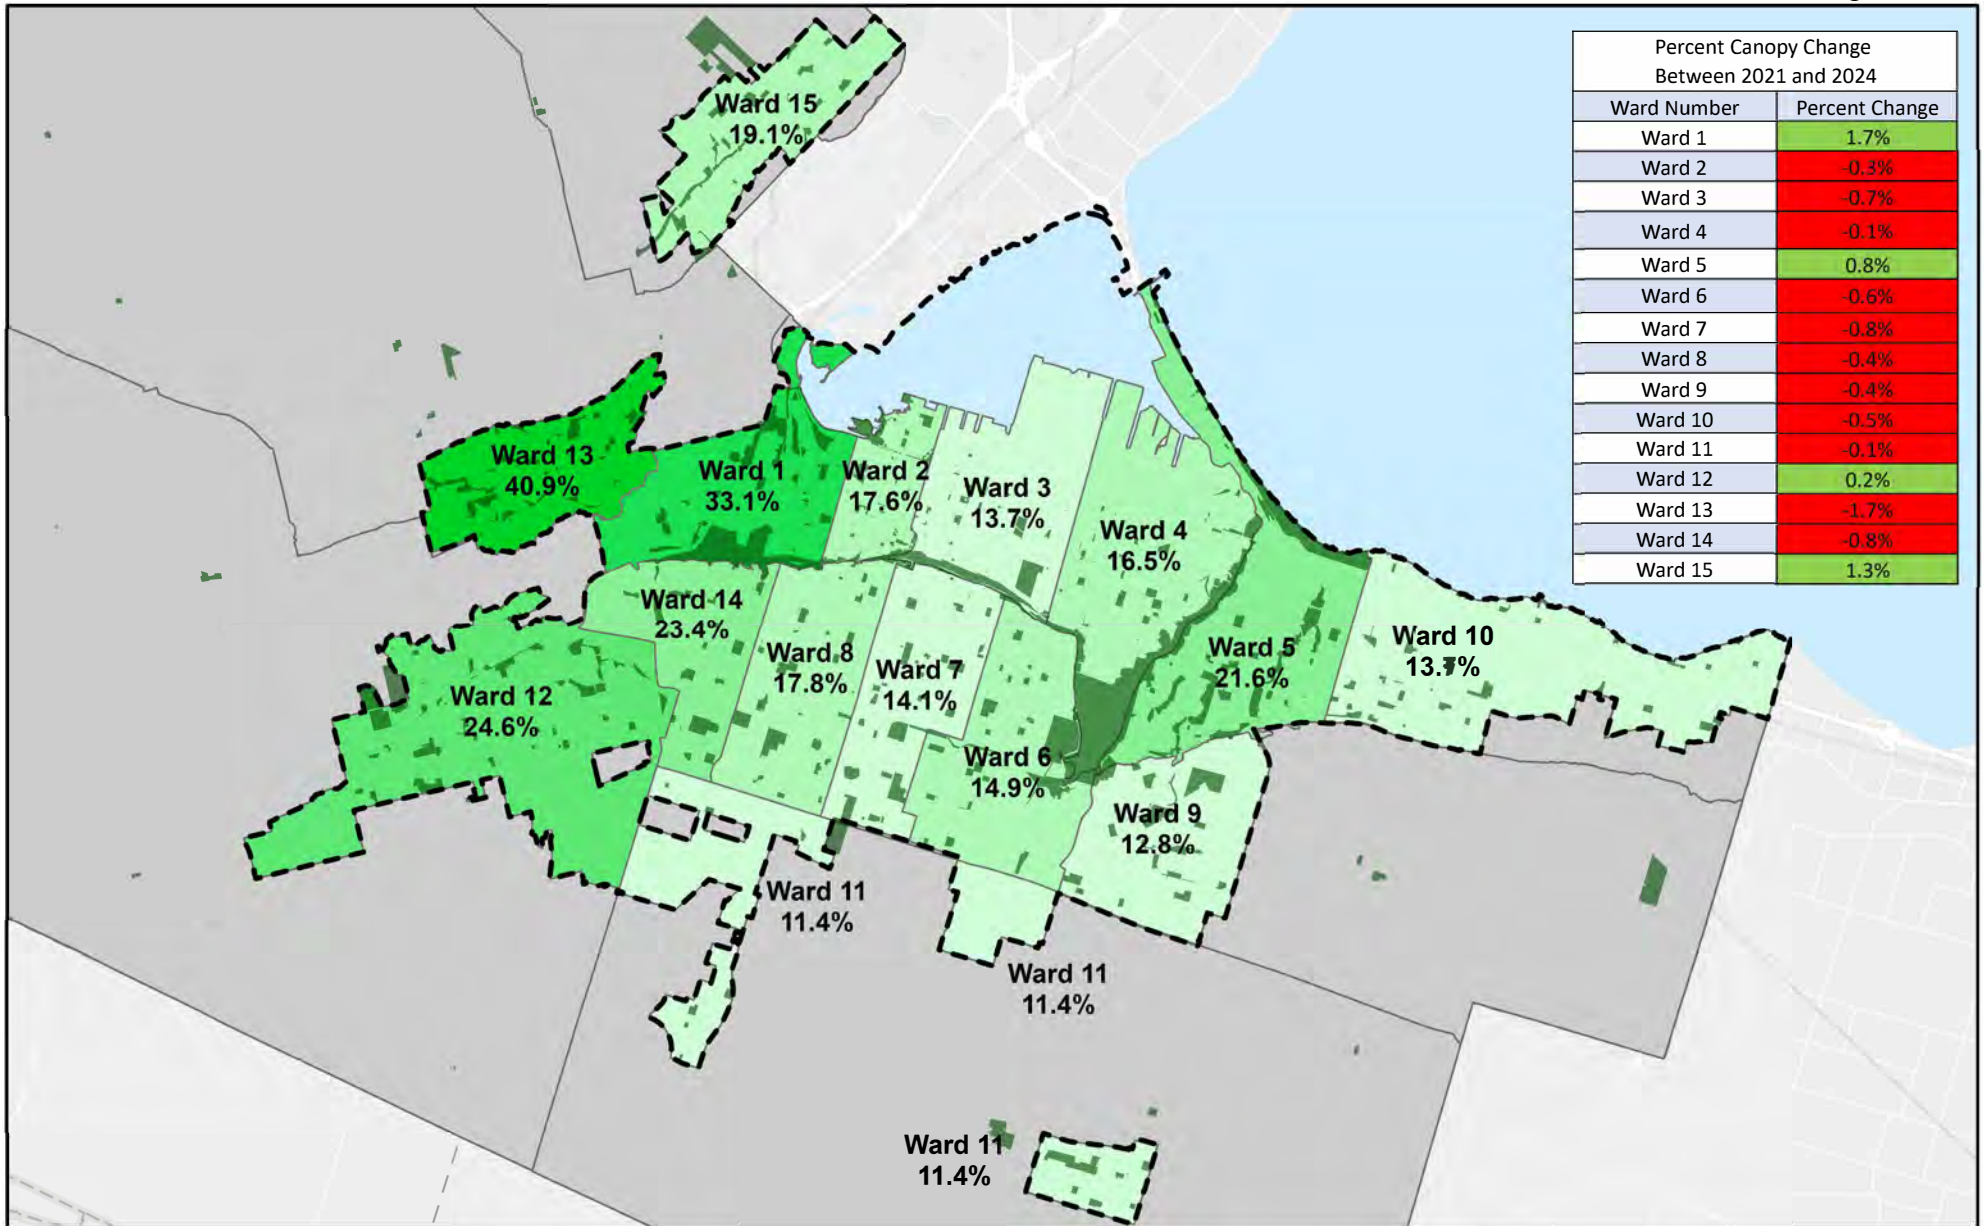 Percent Canopy Change
Between 2021 and 2024
Ward Number Percent Change
Ward 1 1.7%
Ward 2 -0.3%
Ward 3 -0.7%
Ward 4 -0.1%
Ward 5 0.8%
Ward 6 -0.6%
Ward 7 -0.8%
Ward 8 -0.4%
Ward 9 -0.4%
Ward 10 -0.5%
Ward 11 -0.1%
Ward 12 0.2%
Ward 13 -1.7%
Ward 14 -0.8%
Ward 15 1.3%
Ward 15
19.1%
Ward 13
40.9%
Ward 1
33.1%
Ward 2
17.6%
Ward 3
13.7%
Ward 4
16.5%
Ward 14
23.4%
Ward 8
17.8%
Ward 7
14.1%
Ward 5
21.6%
Ward 10
13.7%
Ward 12
24.6%
Ward 6
14.9%
Ward 9
12.8%
Ward 11
11.4%
Ward 11
11.4%
Ward 11
11.4%